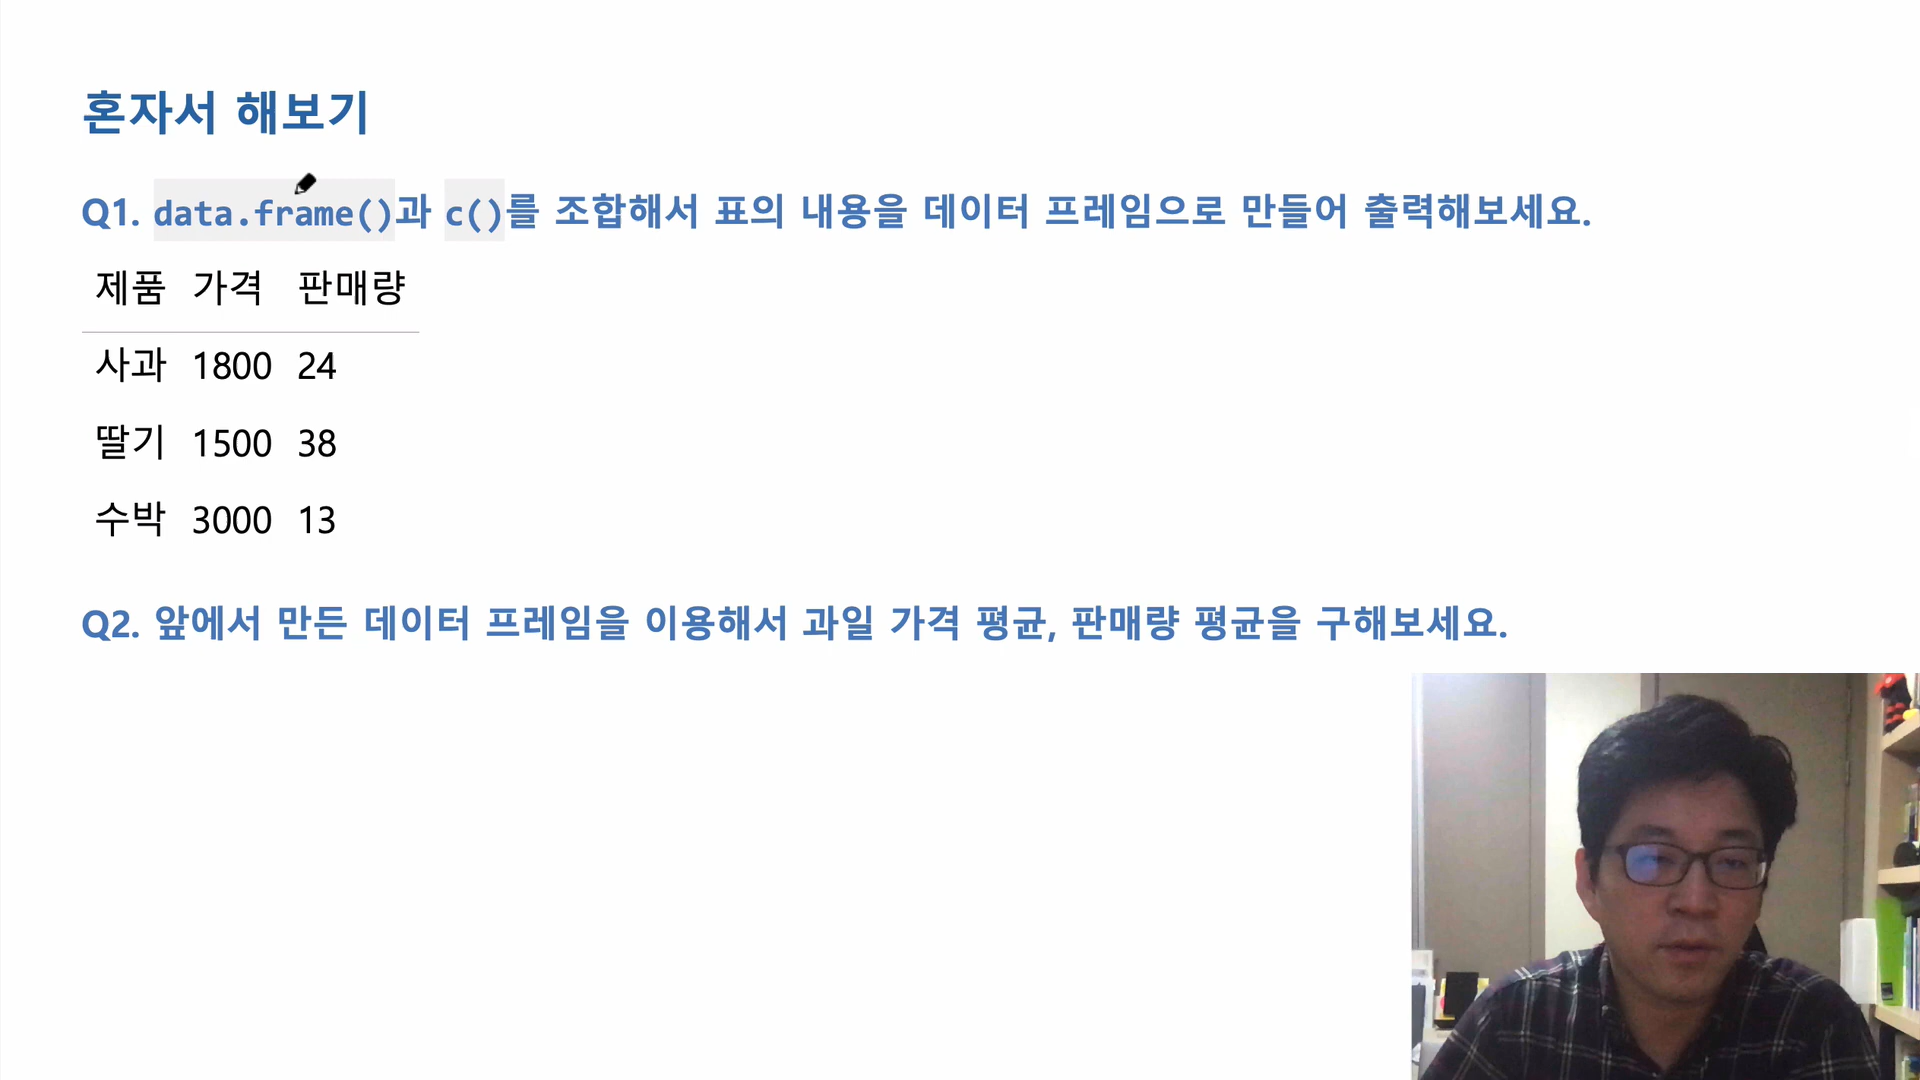 혼자서 해보기
Q1. data.frame()과 c()를 조합해서 표의 내용을 데이터 프레임으로 만들어 출력해보세요.
제품 가격 판매량
사과 1800 24
딸기 1500 38
수박 3000 13
Q2. 앞에서 만든 데이터 프레임을 이용해서 과일 가격 평균, 판매량 평균을 구해보세요.